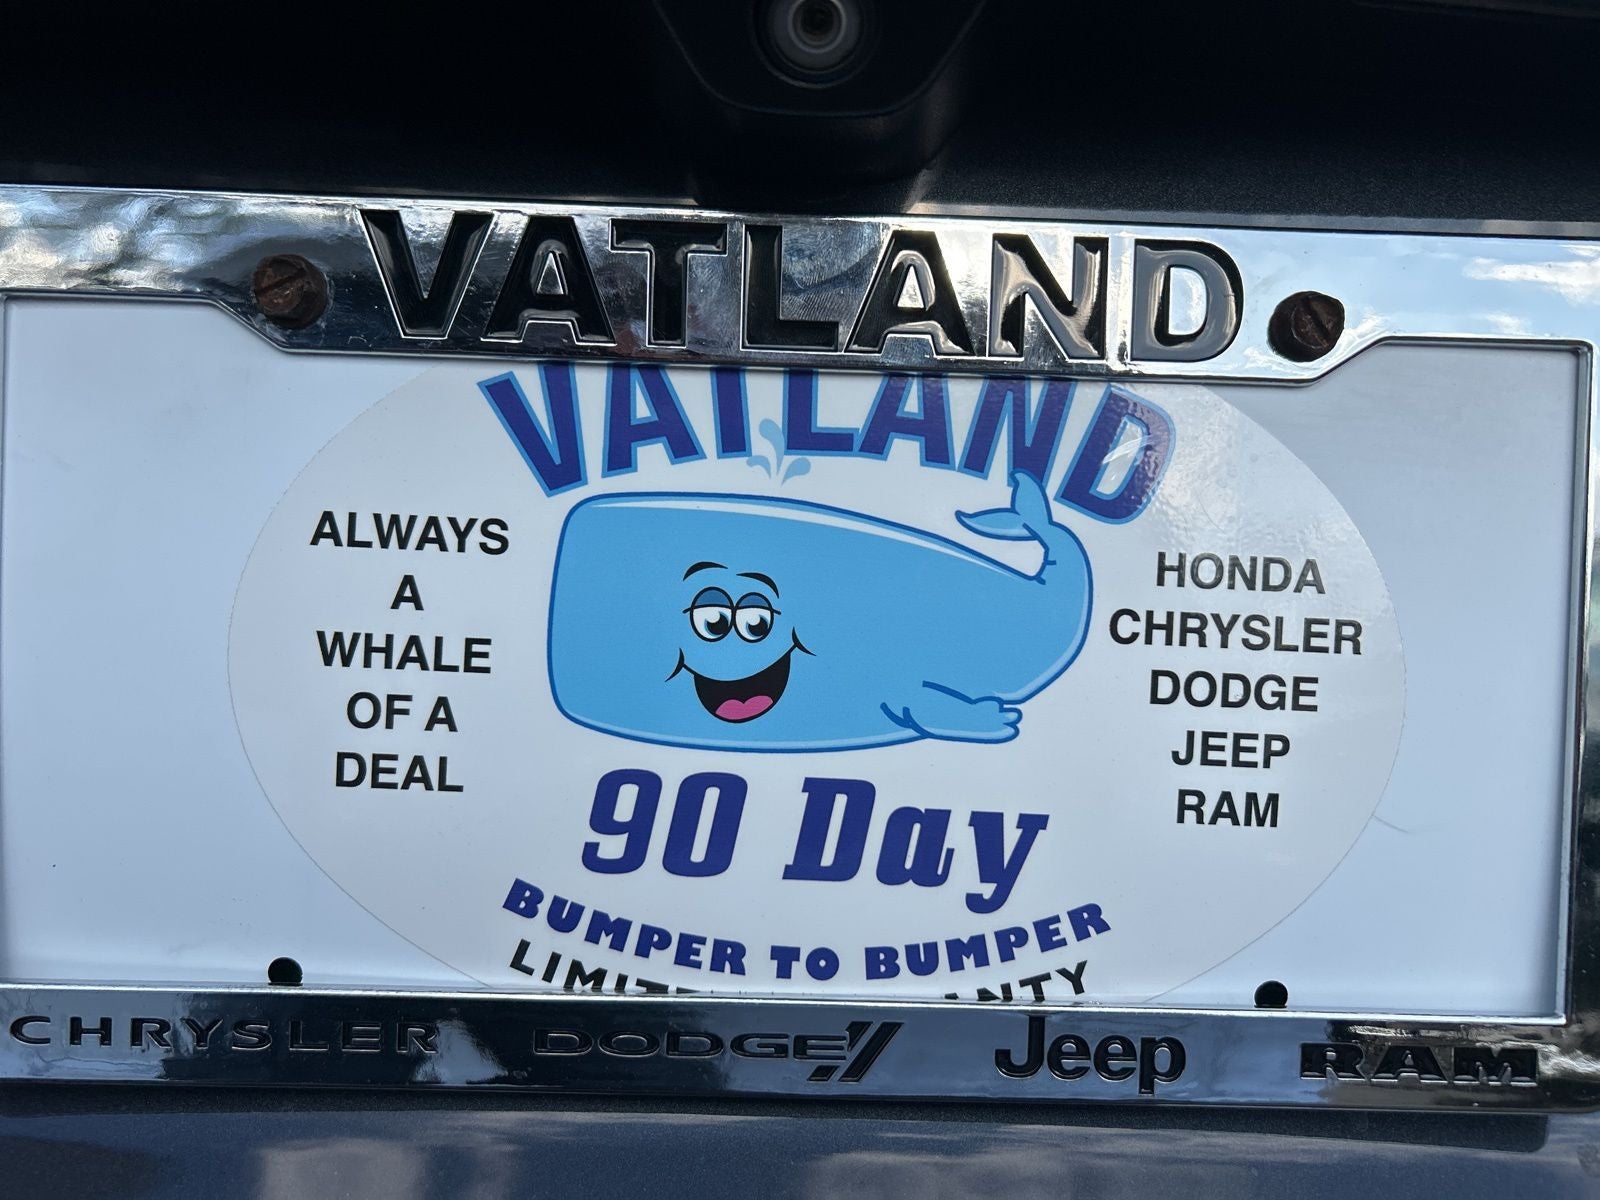 VATLAND
VATLAND
ALWAYS
A
WHALE
OF A
DEAL
HONDA
CHRYSLER
DODGE
JEEP
RAM
90 Day
BUMPER TO BUMPER
CHRYSLER DODGE Jeep RAM